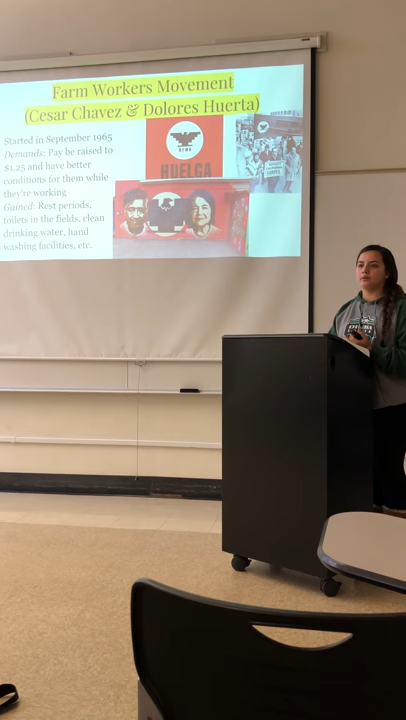 Farm Workers Movement
(Cesar Chavez & Dolores Huerta)
Started in September 1965
Demands: Pay be raised to
$1.25 and have better
conditions for them while
they're working
Gained: Rest periods,
toilets in the fields, clean
drinking water, hand
washing facilities, etc.
HUELGA